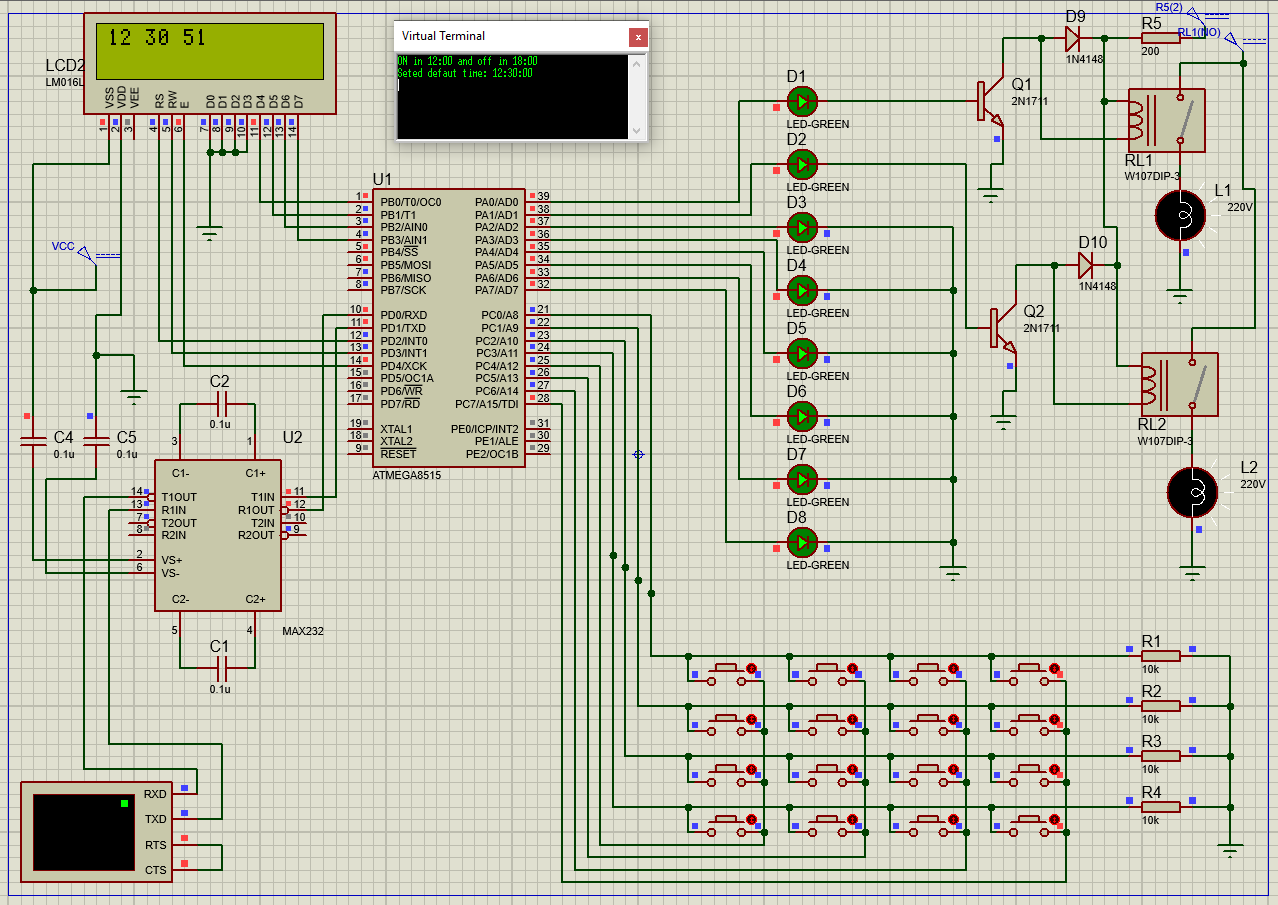 12 30 51
LCD2
LM016L
VSS VDD VEE RS RW E D0 D1 D2 D3 D4 D5 D6 D7
1 2 3 4 5 6 7 8 9 10 11 12 13 14
Virtual Terminal
x
ON in 12:00 and off in 18:00
Seted defaut time: 12:30:00
R5(2)
RL1(NO)
D9
1N4148
R5
200
Q1
2N1711
RL1
W107DIP-3
L1
220V
D10
1N4148
Q2
2N1711
RL2
W107DIP-3
L2
220V
D1
LED-GREEN
D2
LED-GREEN
D3
LED-GREEN
D4
LED-GREEN
D5
LED-GREEN
D6
LED-GREEN
D7
LED-GREEN
D8
LED-GREEN
VCC
U1
1 PB0/T0/OC0 PA0/AD0 39
2 PB1/T1 PA1/AD1 38
3 PB2/AIN0 PA2/AD2 37
4 PB3/AIN1 PA3/AD3 36
5 PB4/SS PA4/AD4 35
6 PB5/MOSI PA5/AD5 34
7 PB6/MISO PA6/AD6 33
8 PB7/SCK PA7/AD7 32
10 PD0/RXD PC0/A8 21
11 PD1/TXD PC1/A9 22
12 PD2/INT0 PC2/A10 23
13 PD3/INT1 PC3/A11 24
14 PD4/XCK PC4/A12 25
15 PD5/OC1A PC5/A13 26
16 PD6/WR PC6/A14 27
17 PD7/RD PC7/A15/TDI 28
19 XTAL1 PE0/ICP/INT2 31
18 XTAL2 PE1/ALE 30
9 RESET PE2/OC1B 29
ATMEGA8515
C2
0.1u
C4
0.1u
C5
0.1u
U2
3 1
C1- C1+
14 T1OUT T1IN 11
13 R1IN R1OUT 12
7 T2OUT T2IN 10
8 R2IN R2OUT 9
2 VS+
6 VS-
C2- C2+
5 4
MAX232
C1
0.1u
RXD
TXD
RTS
CTS
R1
10k
R2
10k
R3
10k
R4
10k